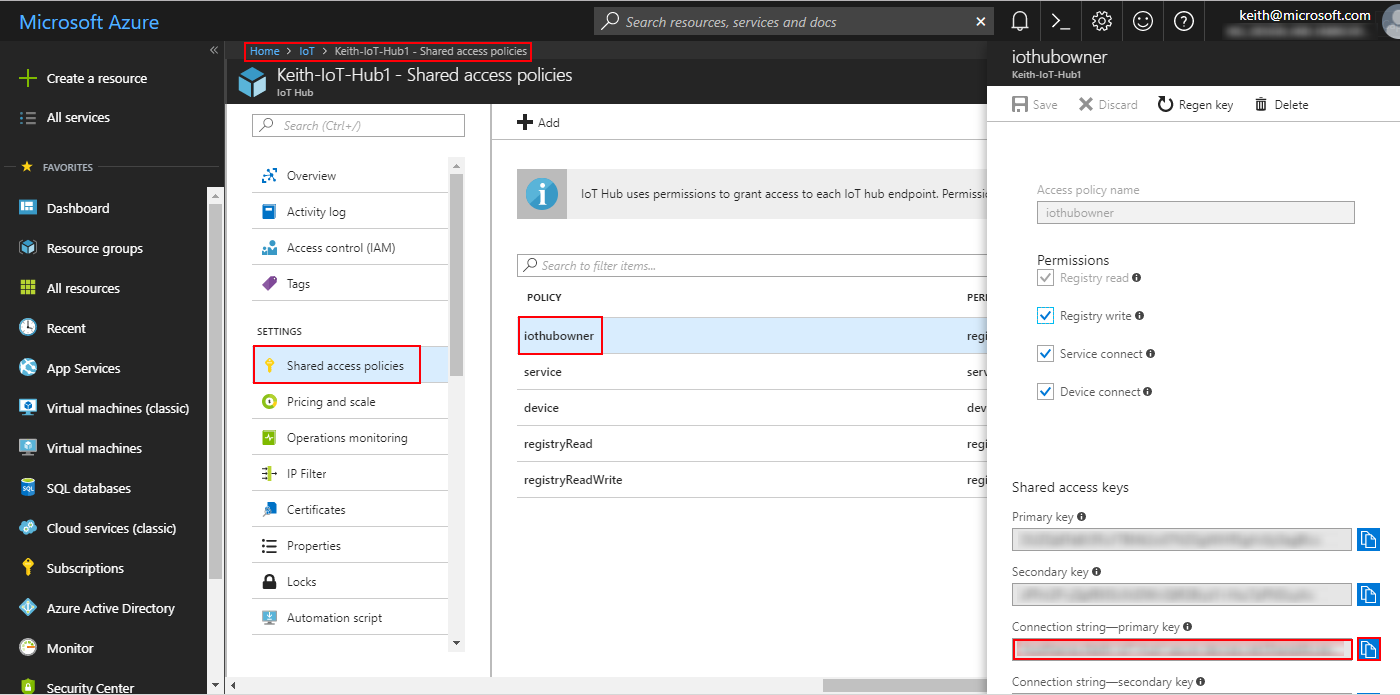 Microsoft Azure
Search resources, services and docs
keith@microsoft.com
Create a resource
All services
FAVORITES
Dashboard
Resource groups
All resources
Recent
App Services
Virtual machines (classic)
Virtual machines
SQL databases
Cloud services (classic)
Subscriptions
Azure Active Directory
Monitor
Security Center
Home > IoT > Keith-IoT-Hub1 - Shared access policies
Keith-IoT-Hub1 - Shared access policies
IoT Hub
Search (Ctrl+/)
Overview
Activity log
Access control (IAM)
Tags
SETTINGS
Shared access policies
Pricing and scale
Operations monitoring
IP Filter
Certificates
Properties
Locks
Automation script
Add
IoT Hub uses permissions to grant access to each IoT hub endpoint. Permissio
Search to filter items...
POLICY PER
iothubowner regi
service serv
device dev
registryRead regi
registryReadWrite regi
iothubowner
Keith-IoT-Hub1
Save Discard Regen key Delete
Access policy name
iothubowner
Permissions
Registry read
Registry write
Service connect
Device connect
Shared access keys
Primary key
Secondary key
Connection string—primary key
Connection string—secondary key